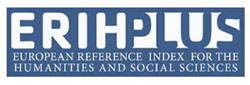 ERIHPLUS
EUROPEAN REFERENCE INDEX FOR THE
HUMANITIES AND SOCIAL SCIENCES